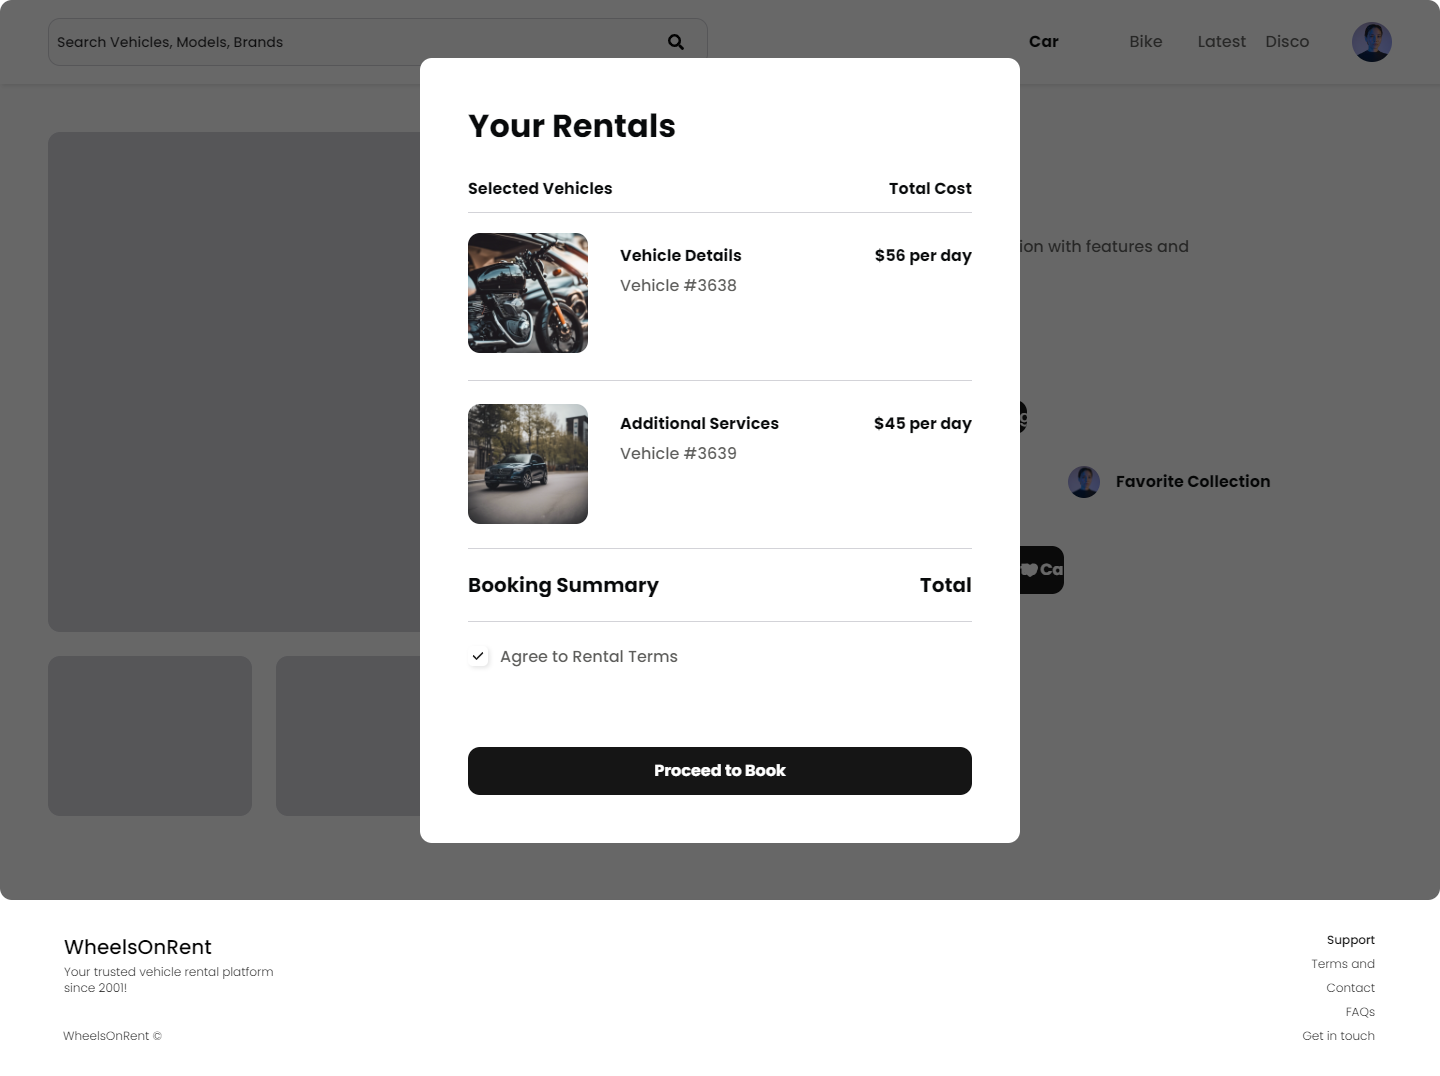 Search Vehicles, Models, Brands
Car
Bike
Latest
Disco
Your Rentals
Selected Vehicles
Total Cost
Vehicle Details
$56 per day
Vehicle #3638
ion with features and
Additional Services
$45 per day
Vehicle #3639
Favorite Collection
Ca
Booking Summary
Total
Agree to Rental Terms
Proceed to Book
WheelsOnRent
Your trusted vehicle rental platform
since 2001!
WheelsOnRent ©
Support
Terms and
Contact
FAQs
Get in touch